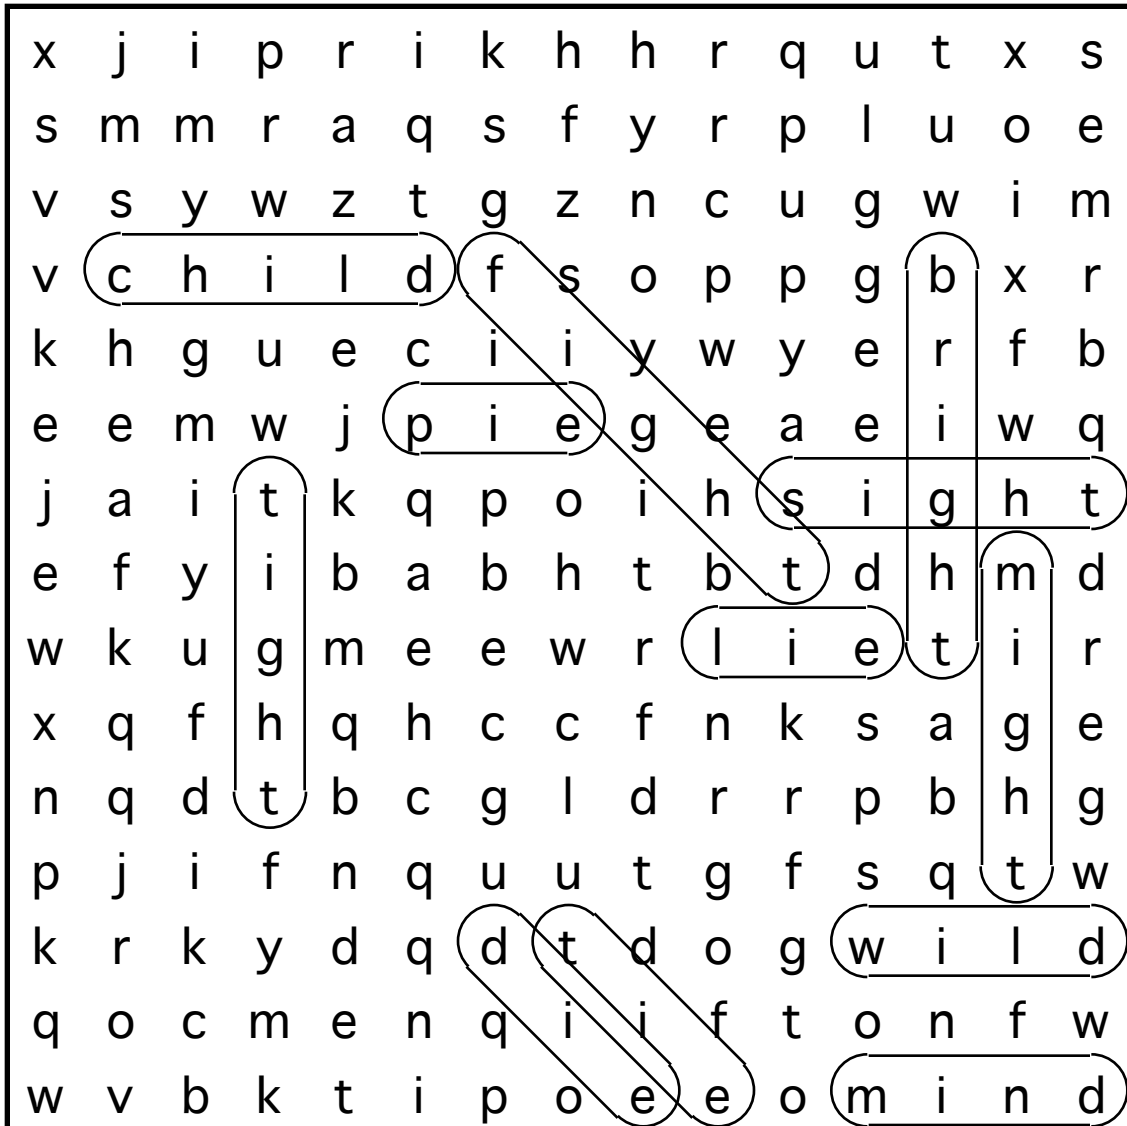 x j i p r i k h h r q u t x s
s m m r a q s f y r p l u o e
v s y w z t g z n c u g w i m
v c h i l d f s o p p g b x r
k h g u e c i i y w y e r f b
e e m w j p i e g e a e i w q
j a i t k q p o i h s i g h t
e f y i b a b h t b t d h m d
w k u g m e e w r l i e t i r
x q f h q h c c f n k s a g e
n q d t b c g l d r r p b h g
p j i f n q u u t g f s q t w
k r k y d q d t d o g w i l d
q o c m e n q i i f t o n f w
w v b k t i p o e e o m i n d